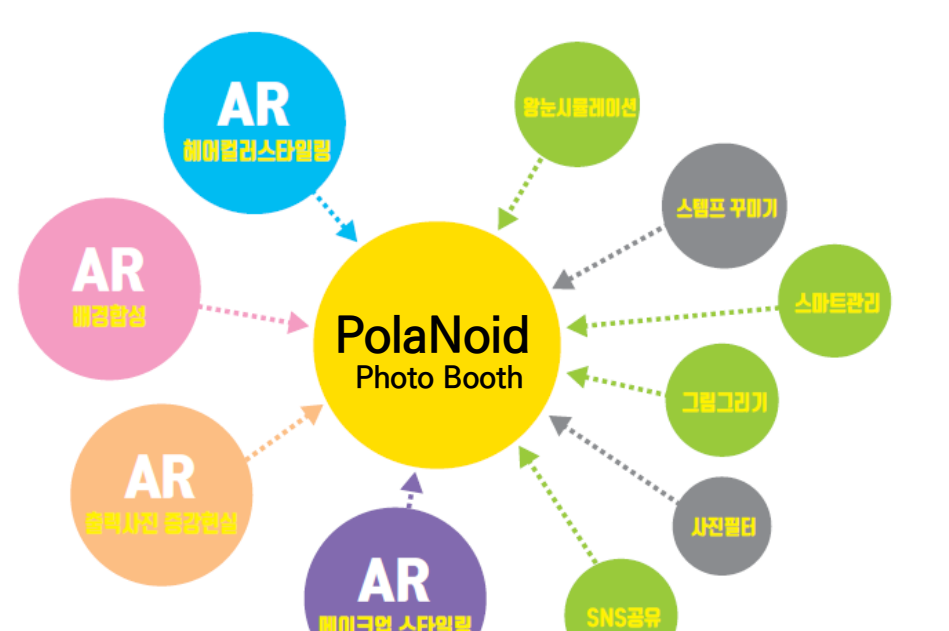 AR
헤어컬러스타일링
왕눈시뮬레이션
스템프 꾸미기
AR
배경합성
스마트관리
PolaNoid
Photo Booth
그림그리기
AR
출력사진 증강현실
사진필터
AR
메이크업 스타일링
SNS공유